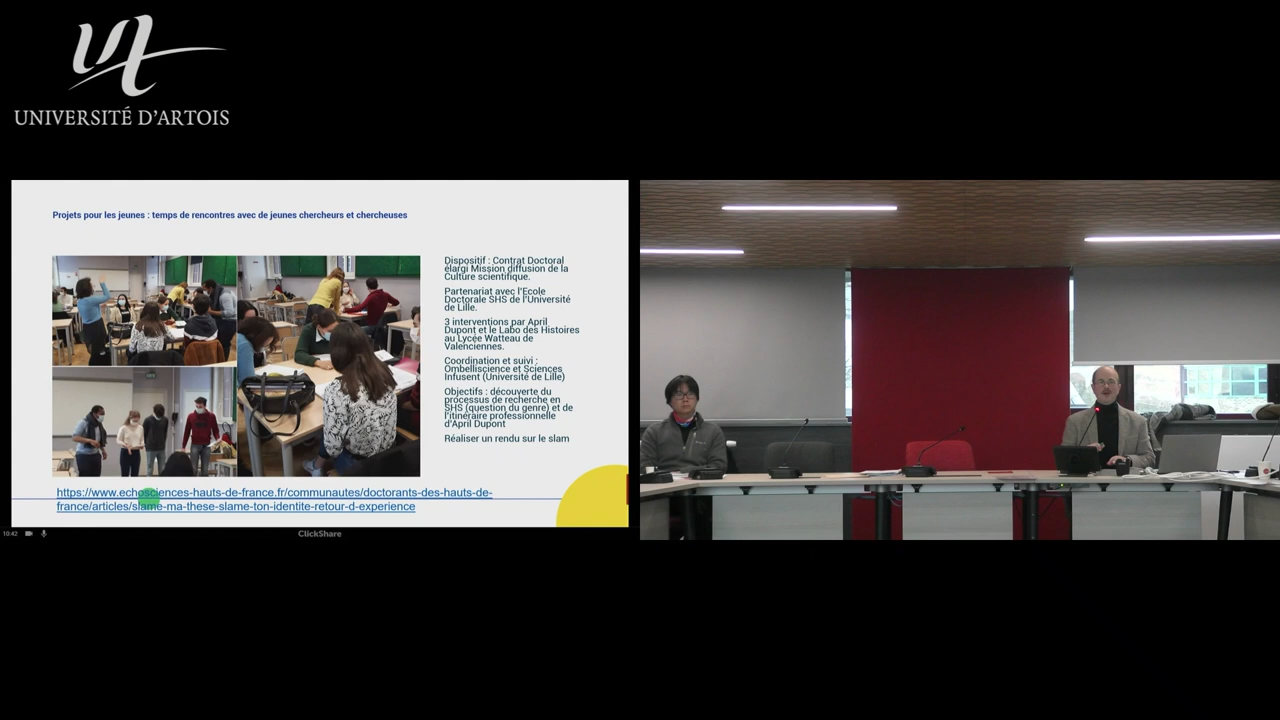 UNIVERSITÉ D'ARTOIS
Projets pour les jeunes : temps de rencontres avec de jeunes chercheurs et chercheuses
Dispositif : Contrat Doctoral
élargi Mission diffusion de la
Culture scientifique.
Partenariat avec l'Ecole
Doctorale SHS de l'Université
de Lille.
3 interventions par April
Dupont et le Labo des Histoires
au Lycée Watteau de
Valenciennes.
Coordination et suivi :
Ombelliscience et Sciences
Infusent (Université de Lille)
Objectifs : découverte du
processus de recherche en
SHS (question du genre) et de
l'itinéraire professionnelle
d'April Dupont
Réaliser un rendu sur le slam
https://www.echosciences-hauts-de-france.fr/communautes/doctorants-des-hauts-de-
france/articles/slame-ma-these-slame-ton-identite-retour-d-experience
10:42
ClickShare